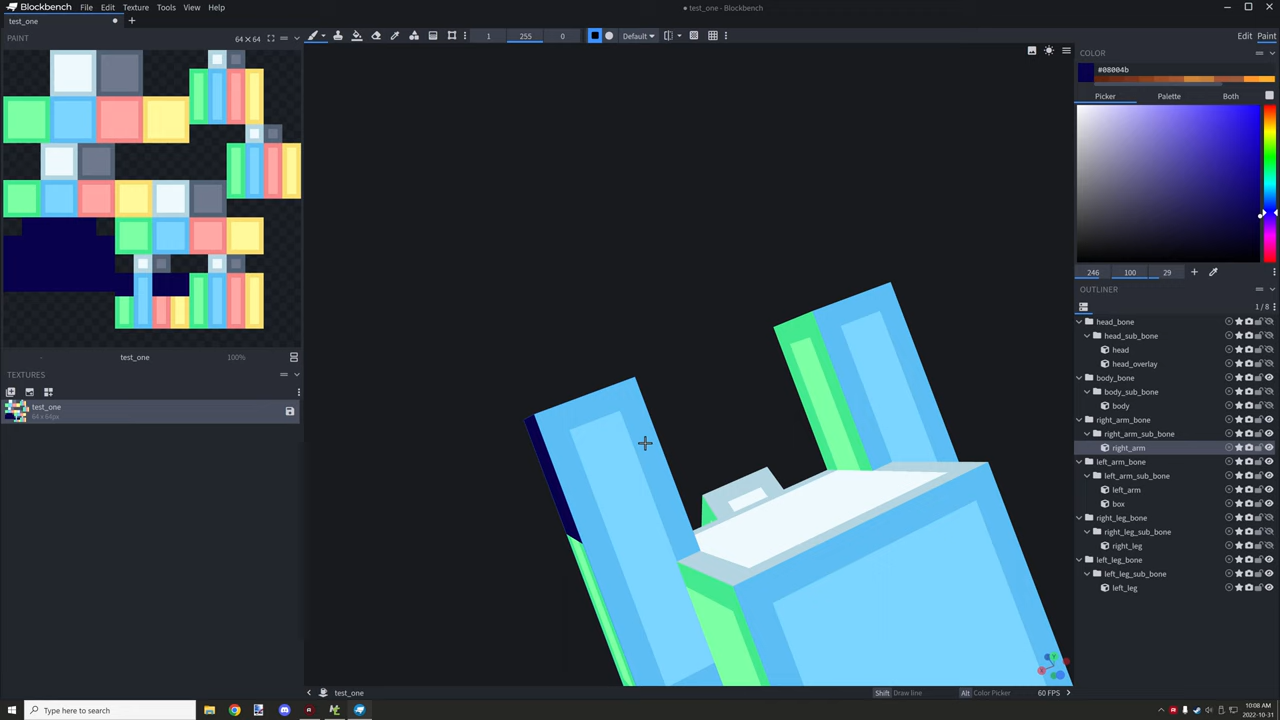 Blockbench File Edit Texture Tools View Help
test_one - Blockbench
test_one
PAINT 64 × 64
1 255 0 Default
Edit Paint
COLOR
#08004b
Picker Palette Both
246 100 29
OUTLINER
1 / 8
head_bone
head_sub_bone
head
head_overlay
body_bone
body_sub_bone
body
right_arm_bone
right_arm_sub_bone
right_arm
left_arm_bone
left_arm_sub_bone
left_arm
box
right_leg_bone
right_leg_sub_bone
right_leg
left_leg_bone
left_leg_sub_bone
left_leg
test_one 100%
TEXTURES
test_one
64 x 64px
test_one Shift Draw line Alt Color Picker 60 FPS
Type here to search
10:08 AM
2022-10-31